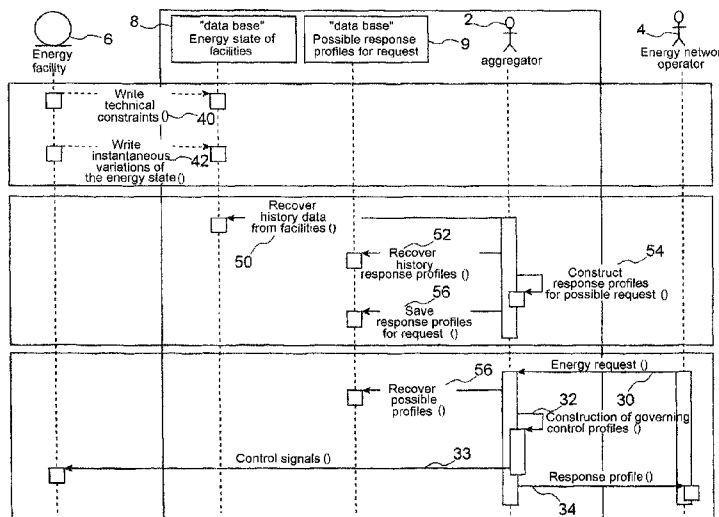 6
Energy
facility
8
"data base"
Energy state of
facilities
"data base"
Possible response
profiles for request
9
2
aggregator
4
Energy network
operator
Write
technical
constraints ()
40
Write
instantaneous
variations of
the energy state()
42
Recover
history data
from facilities ()
50
52
Recover
history
response profiles ()
54
Construct
response profiles
for possible request ()
56
Save
response profiles
for request ()
Energy request ()
30
56
Recover
possible
profiles ()
32
Construction of governing
control profiles ()
Control signals ()
33
Response profile ()
34